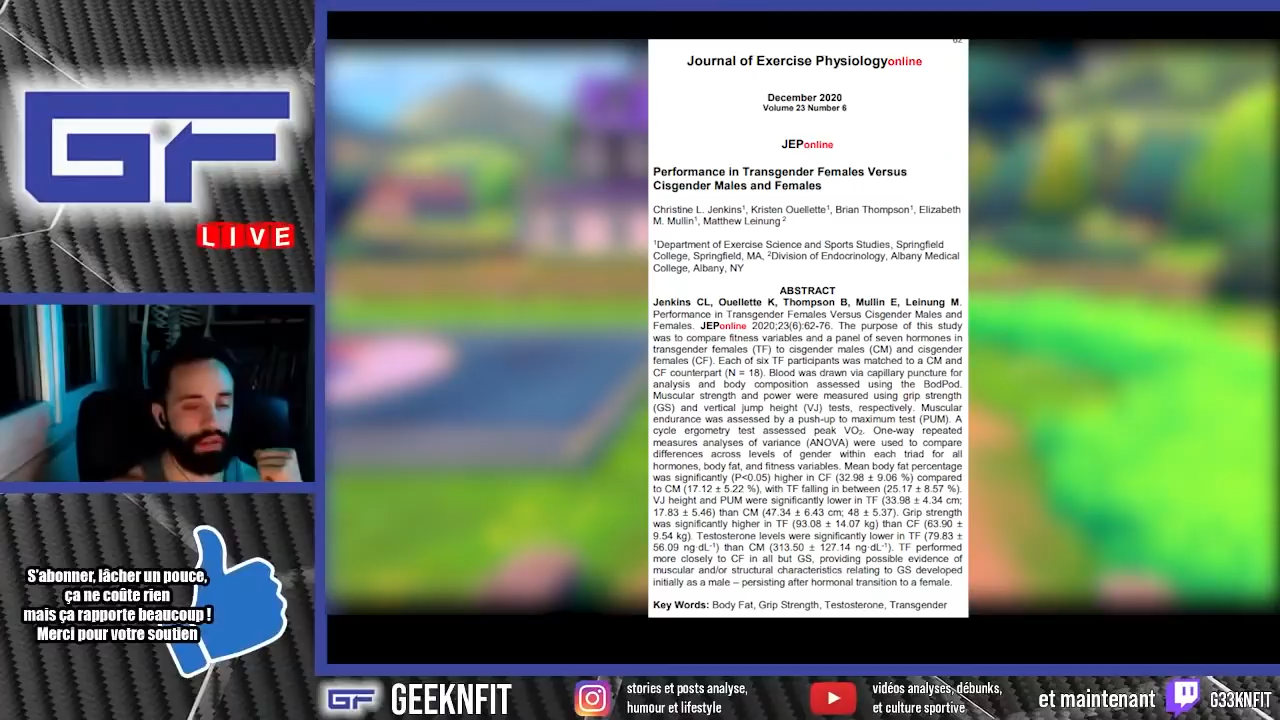 GF
LIVE
62
Journal of Exercise Physiologyonline
December 2020
Volume 23 Number 6
JEPonline
Performance in Transgender Females Versus
Cisgender Males and Females
Christine L. Jenkins¹, Kristen Ouellette¹, Brian Thompson¹, Elizabeth
M. Mullin¹, Matthew Leinung ²
¹Department of Exercise Science and Sports Studies, Springfield
College, Springfield, MA, ²Division of Endocrinology, Albany Medical
College, Albany, NY
ABSTRACT
Jenkins CL, Ouellette K, Thompson B, Mullin E, Leinung M.
Performance in Transgender Females Versus Cisgender Males and
Females. JEPonline 2020;23(6):62-76. The purpose of this study
was to compare fitness variables and a panel of seven hormones in
transgender females (TF) to cisgender males (CM) and cisgender
females (CF). Each of six TF participants was matched to a CM and
CF counterpart (N = 18). Blood was drawn via capillary puncture for
analysis and body composition assessed using the BodPod.
Muscular strength and power were measured using grip strength
(GS) and vertical jump height (VJ) tests, respectively. Muscular
endurance was assessed by a push-up to maximum test (PUM). A
cycle ergometry test assessed peak VO₂. One-way repeated
measures analyses of variance (ANOVA) were used to compare
differences across levels of gender within each triad for all
hormones, body fat, and fitness variables. Mean body fat percentage
was significantly (P<0.05) higher in CF (32.98 ± 9.06 %) compared
to CM (17.12 ± 5.22 %), with TF falling in between (25.17 ± 8.57 %).
VJ height and PUM were significantly lower in TF (33.98 ± 4.34 cm;
17.83 ± 5.46) than CM (47.34 ± 6.43 cm; 48 ± 5.37). Grip strength
was significantly higher in TF (93.08 ± 14.07 kg) than CF (63.90 ±
9.54 kg). Testosterone levels were significantly lower in TF (79.83 ±
56.09 ng·dL⁻¹) than CM (313.50 ± 127.14 ng·dL⁻¹). TF performed
more closely to CF in all but GS, providing possible evidence of
muscular and/or structural characteristics relating to GS developed
initially as a male – persisting after hormonal transition to a female.
Key Words: Body Fat, Grip Strength, Testosterone, Transgender
S'abonner, lâcher un pouce,
ça ne coûte rien
mais ça rapporte beaucoup !
Merci pour votre soutien
GF GEEKNFIT
stories et posts analyse,
humour et lifestyle
vidéos analyses, débunks,
et culture sportive
et maintenant
G33KNFIT